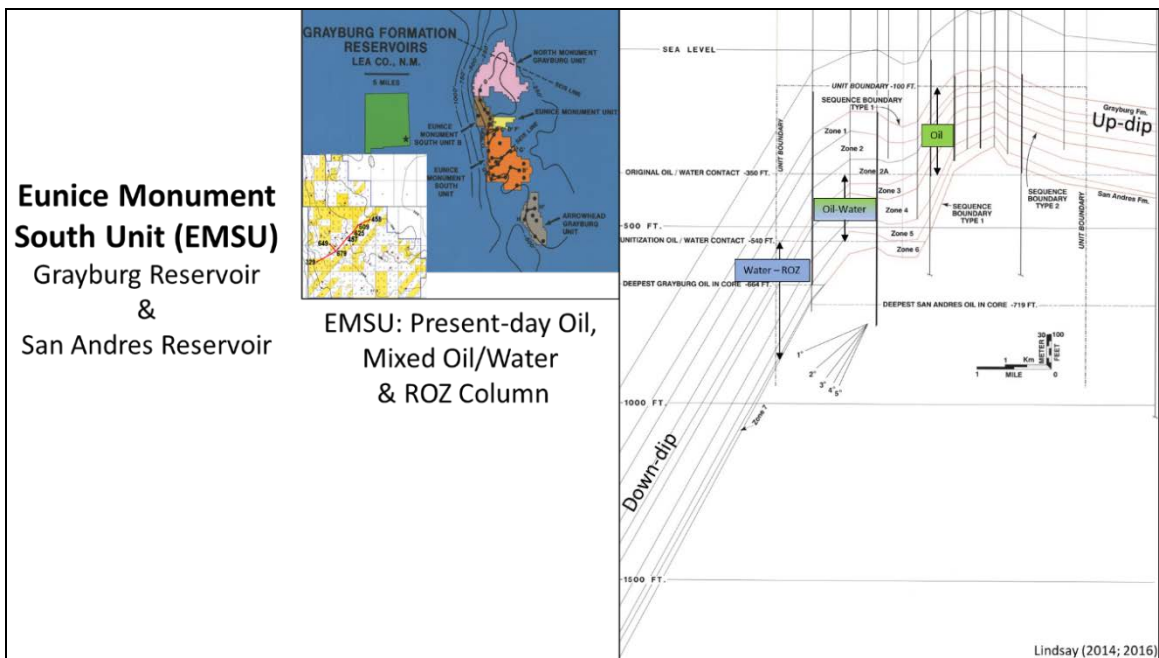 Eunice Monument
South Unit (EMSU)
Grayburg Reservoir
&
San Andres Reservoir
GRAYBURG FORMATION
RESERVOIRS
LEA CO., N.M.
5 MILES
NORTH MONUMENT
GRAYBURG UNIT
EUNICE MONUMENT UNIT
EUNICE
MONUMENT
SOUTH UNIT B
EUNICE
MONUMENT
SOUTH
UNIT
ARROWHEAD
GRAYBURG
UNIT
EMSU: Present-day Oil,
Mixed Oil/Water
& ROZ Column
SEA LEVEL
UNIT BOUNDARY -100 FT.
SEQUENCE BOUNDARY
TYPE 1
Grayburg Fm.
Up-dip
Oil
UNIT BOUNDARY
Zone 1
Zone 2
Zone 2A
ORIGINAL OIL / WATER CONTACT -350 FT.
Zone 3
San Andres Fm.
SEQUENCE
BOUNDARY
TYPE 2
SEQUENCE
BOUNDARY
TYPE 1
UNIT BOUNDARY
Oil-Water
Zone 4
500 FT.
Zone 5
UNITIZATION OIL / WATER CONTACT -540 FT.
Zone 6
Water – ROZ
DEEPEST GRAYBURG OIL IN CORE -664 FT.
DEEPEST SAN ANDRES OIL IN CORE -719 FT.
METER
30
100
FEET
1
Km
1
MILE
0
1°
2°
3°
4°
5°
1000 FT.
Zone 7
Down-dip
1500 FT.
Lindsay (2014; 2016)